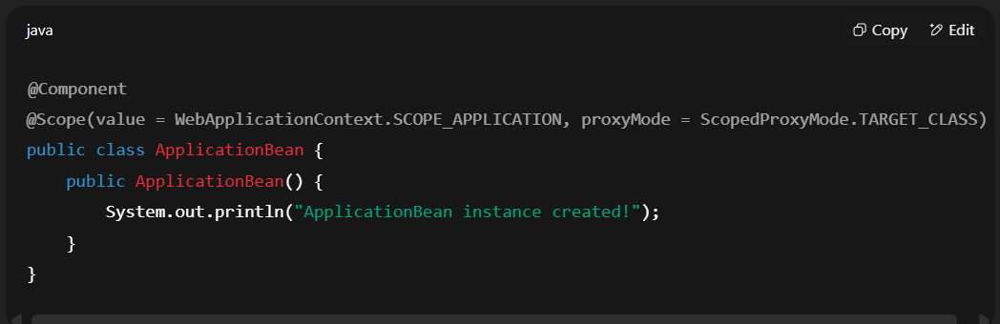 java
Copy
Edit
@Component
@Scope(value = WebApplicationContext.SCOPE_APPLICATION, proxyMode = ScopedProxyMode.TARGET_CLASS)
public class ApplicationBean {
    public ApplicationBean() {
        System.out.println("ApplicationBean instance created!");
    }
}